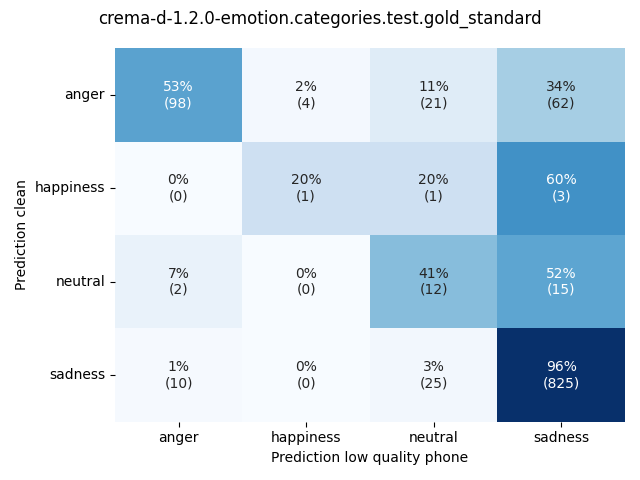 crema-d-1.2.0-emotion.categories.test.gold_standard
Prediction clean
anger
53% 2% 11% 34%
(98) (4) (21) (62)
happiness
0% 20% 20% 60%
(0) (1) (1) (3)
neutral
7% 0% 41% 52%
(2) (0) (12) (15)
sadness
1% 0% 3% 96%
(10) (0) (25) (825)
anger happiness neutral sadness
Prediction low quality phone